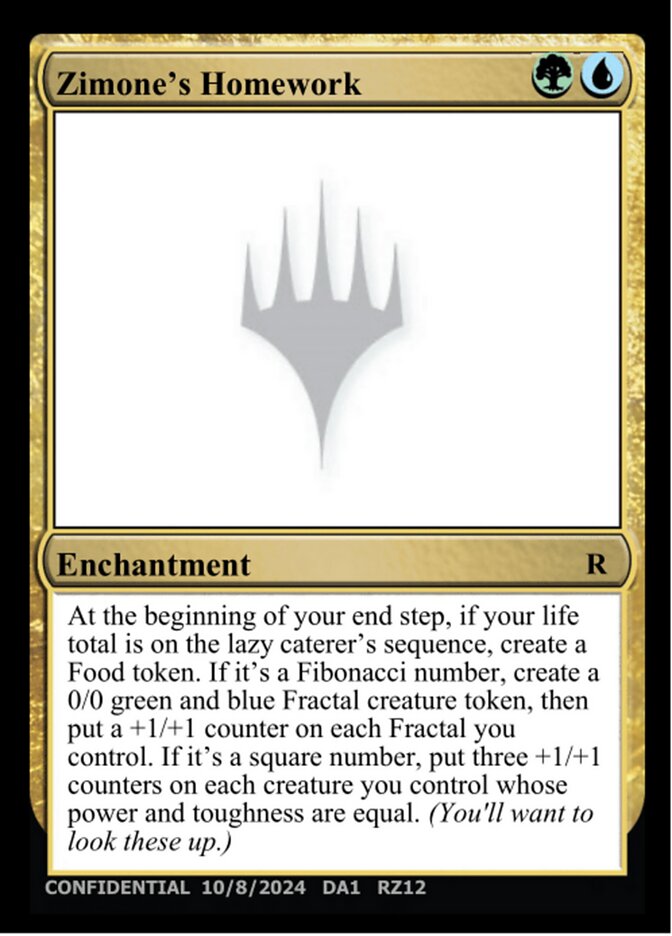 Zimone's Homework
Enchantment R
At the beginning of your end step, if your life
total is on the lazy caterer's sequence, create a
Food token. If it's a Fibonacci number, create a
0/0 green and blue Fractal creature token, then
put a +1/+1 counter on each Fractal you
control. If it's a square number, put three +1/+1
counters on each creature you control whose
power and toughness are equal. (You'll want to
look these up.)
CONFIDENTIAL 10/8/2024 DA1 RZ12